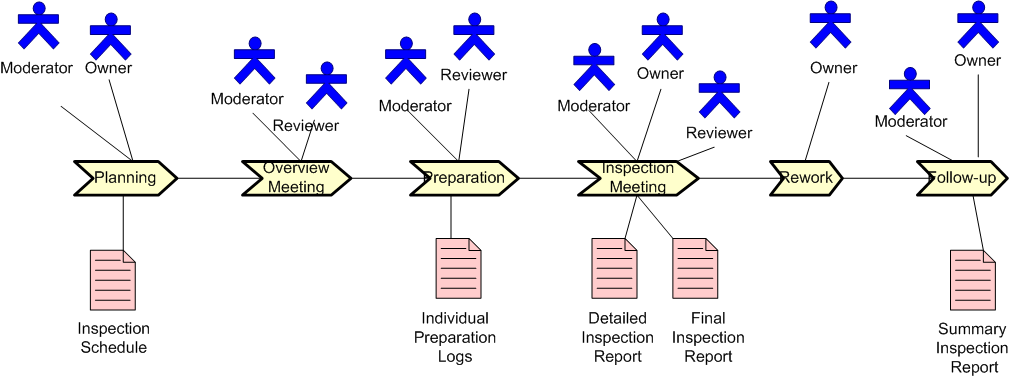 Moderator
Owner
Moderator
Reviewer
Moderator
Reviewer
Moderator
Owner
Reviewer
Owner
Moderator
Owner
Planning
Overview
Meeting
Preparation
Inspection
Meeting
Rework
Follow-up
Inspection
Schedule
Individual
Preparation
Logs
Detailed
Inspection
Report
Final
Inspection
Report
Summary
Inspection
Report